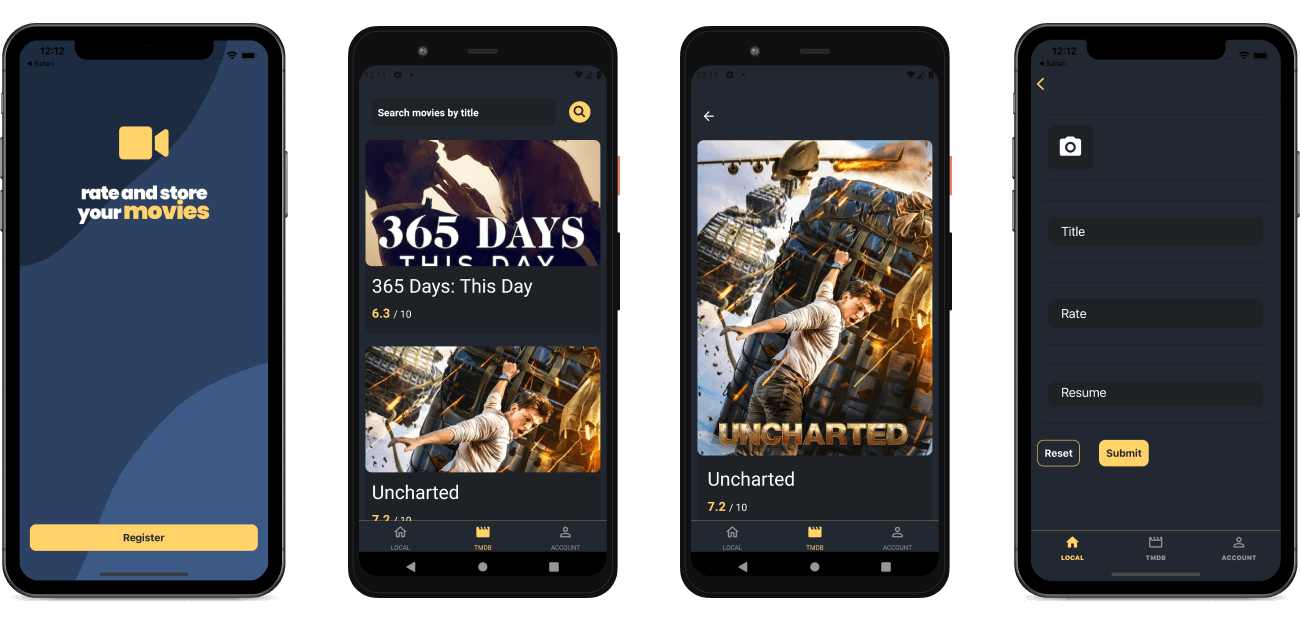 12:12
◀ Safari
rate and store
your movies
Register
12:11
Search movies by title
365 DAYS
THIS DAY
365 Days: This Day
6.3 / 10
Uncharted
7.2 / 10
LOCAL
TMDB
ACCOUNT
12:11
UNCHARTED
Uncharted
7.2 / 10
LOCAL
TMDB
ACCOUNT
12:12
◀ Safari
Title
Rate
Resume
Reset
Submit
LOCAL
TMDB
ACCOUNT